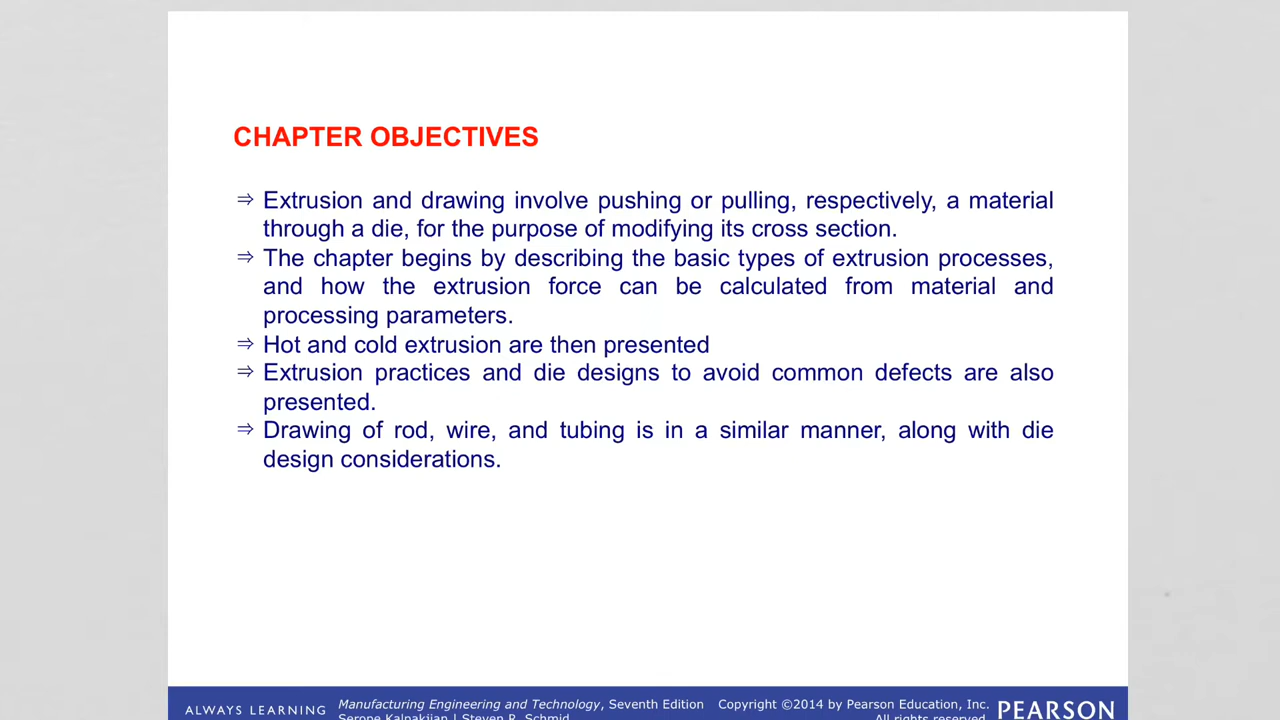 CHAPTER OBJECTIVES
⇒ Extrusion and drawing involve pushing or pulling, respectively, a material
through a die, for the purpose of modifying its cross section.
⇒ The chapter begins by describing the basic types of extrusion processes,
and how the extrusion force can be calculated from material and
processing parameters.
⇒ Hot and cold extrusion are then presented
⇒ Extrusion practices and die designs to avoid common defects are also
presented.
⇒ Drawing of rod, wire, and tubing is in a similar manner, along with die
design considerations.
ALWAYS LEARNING
Manufacturing Engineering and Technology, Seventh Edition
Serope Kalpakjian | Steven R. Schmid
Copyright ©2014 by Pearson Education, Inc.
All rights reserved.
PEARSON